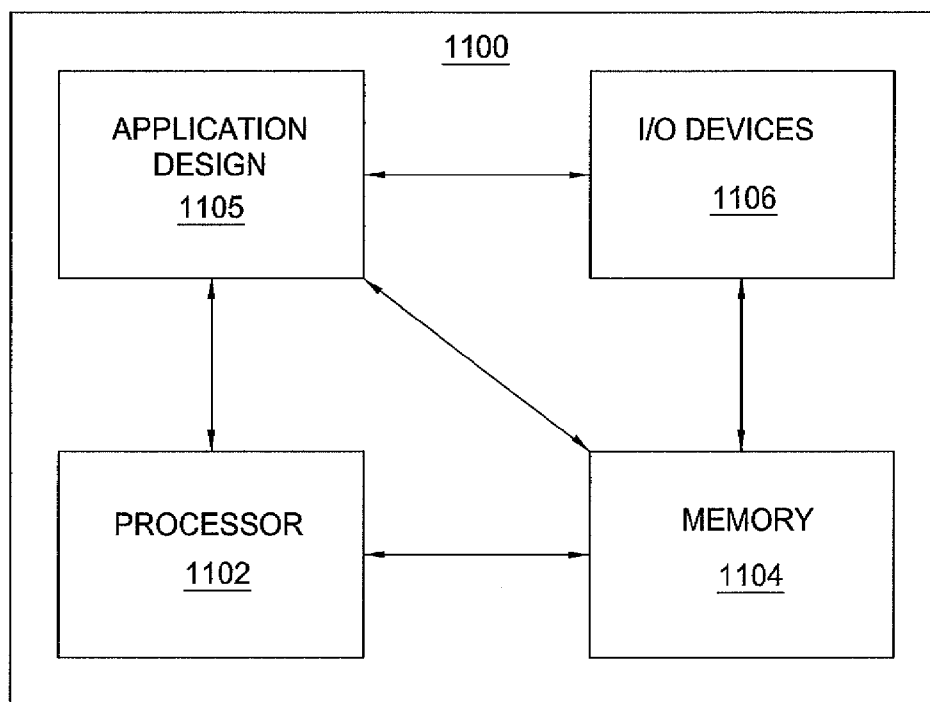 1100
APPLICATION
DESIGN
1105
I/O DEVICES
1106
PROCESSOR
1102
MEMORY
1104